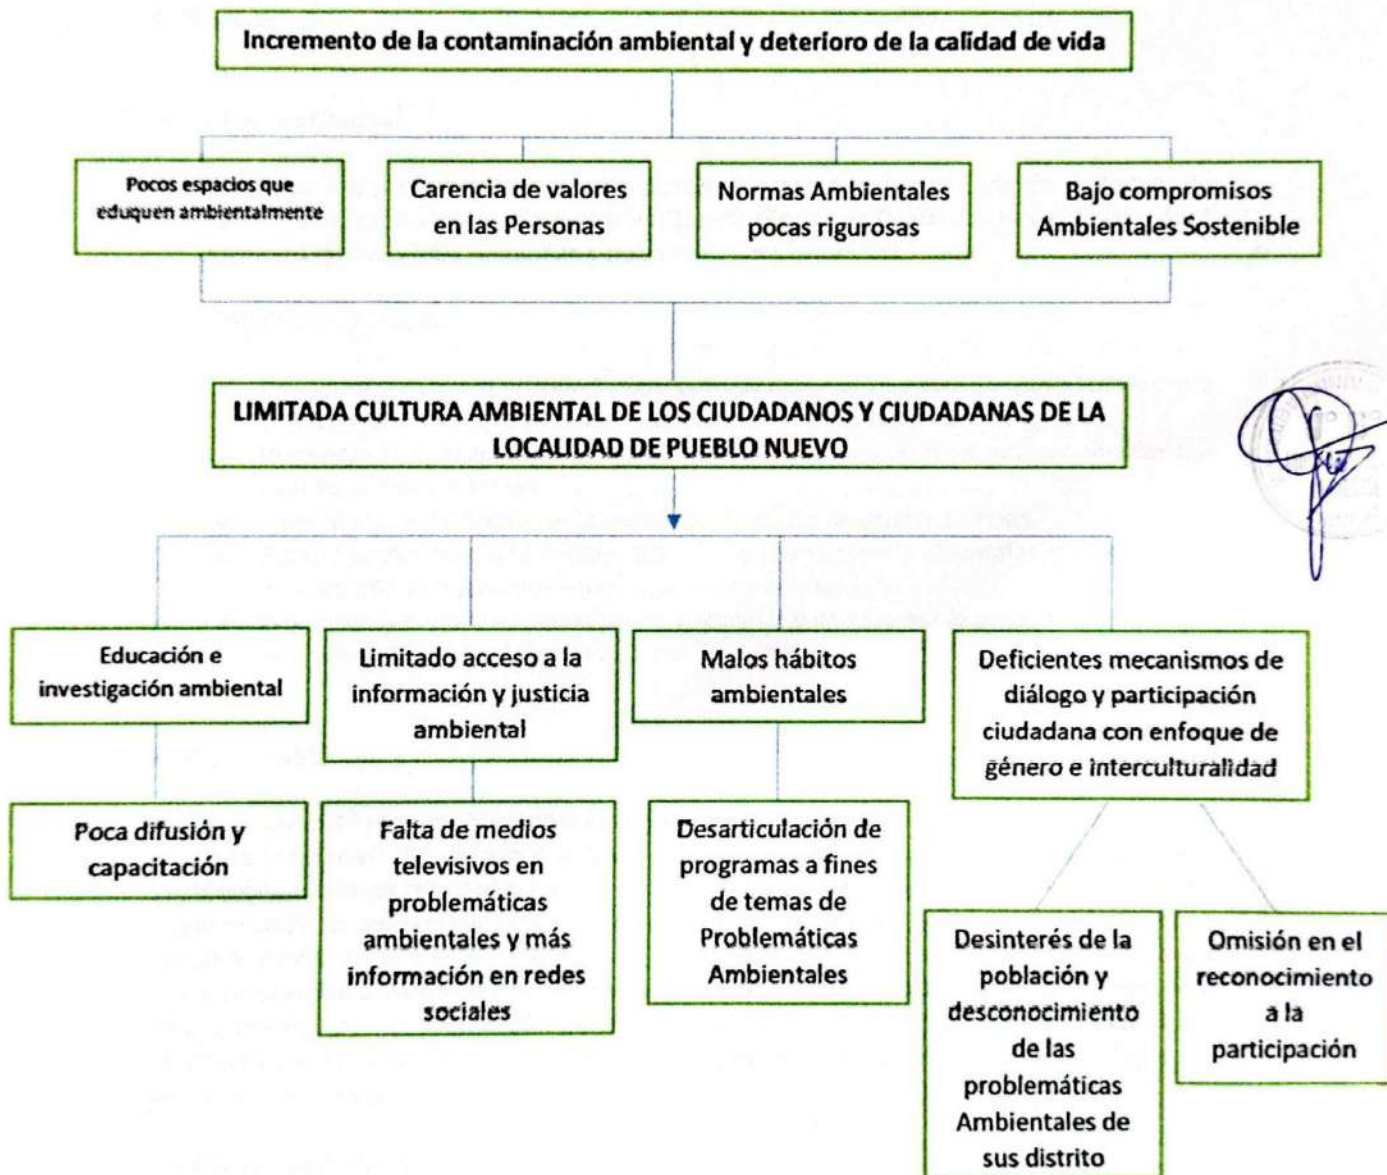 Incremento de la contaminación ambiental y deterioro de la calidad de vida
Pocos espacios que
eduquen ambientalmente
Carencia de valores
en las Personas
Normas Ambientales
pocas rigurosas
Bajo compromisos
Ambientales Sostenible
LIMITADA CULTURA AMBIENTAL DE LOS CIUDADANOS Y CIUDADANAS DE LA
LOCALIDAD DE PUEBLO NUEVO
Educación e
investigación ambiental
Limitado acceso a la
información y justicia
ambiental
Malos hábitos
ambientales
Deficientes mecanismos de
diálogo y participación
ciudadana con enfoque de
género e interculturalidad
Poca difusión y
capacitación
Falta de medios
televisivos en
problemáticas
ambientales y más
información en redes
sociales
Desarticulación de
programas a fines
de temas de
Problemáticas
Ambientales
Desinterés de la
población y
desconocimiento
de las
problemáticas
Ambientales de
sus distrito
Omisión en el
reconocimiento
a la
participación